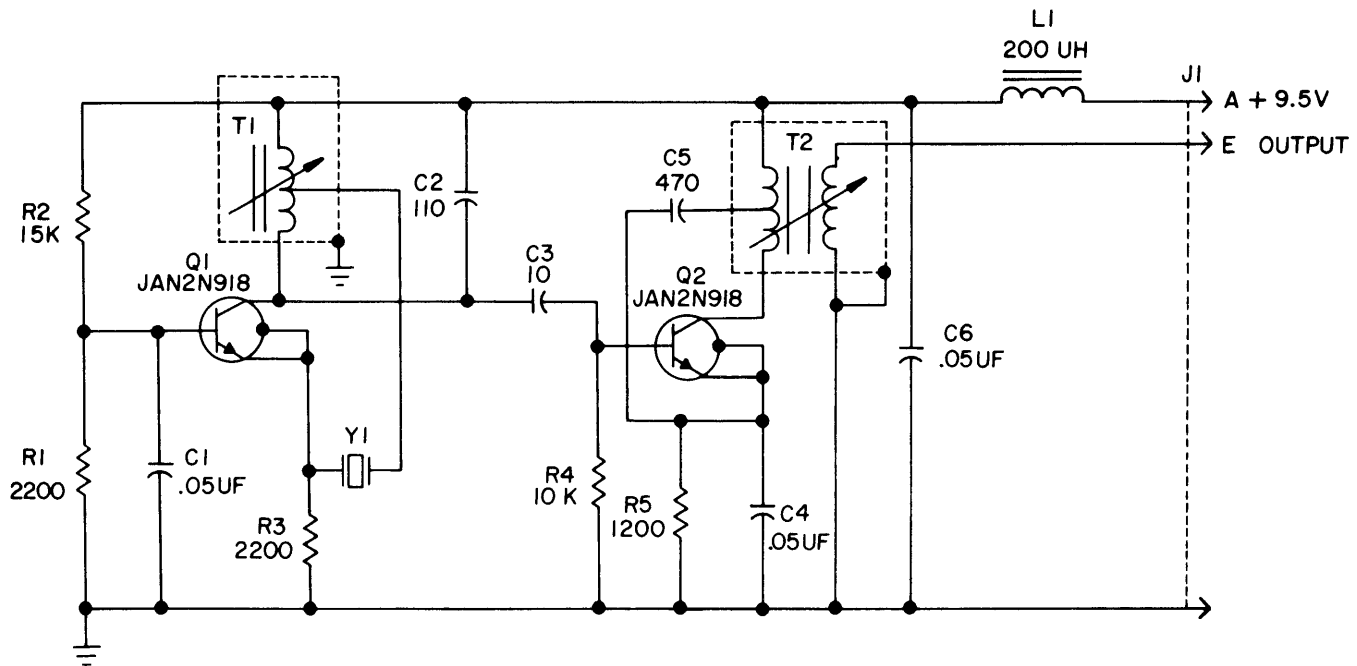 L1
200 UH
J1
A + 9.5V
E OUTPUT
T1
T2
C5
470
C2
110
R2
15K
Q1
JAN2N918
C3
10
Q2
JAN2N918
C6
.05UF
Y1
R1
2200
C1
.05UF
R4
10 K
R3
2200
R5
1200
C4
.05UF